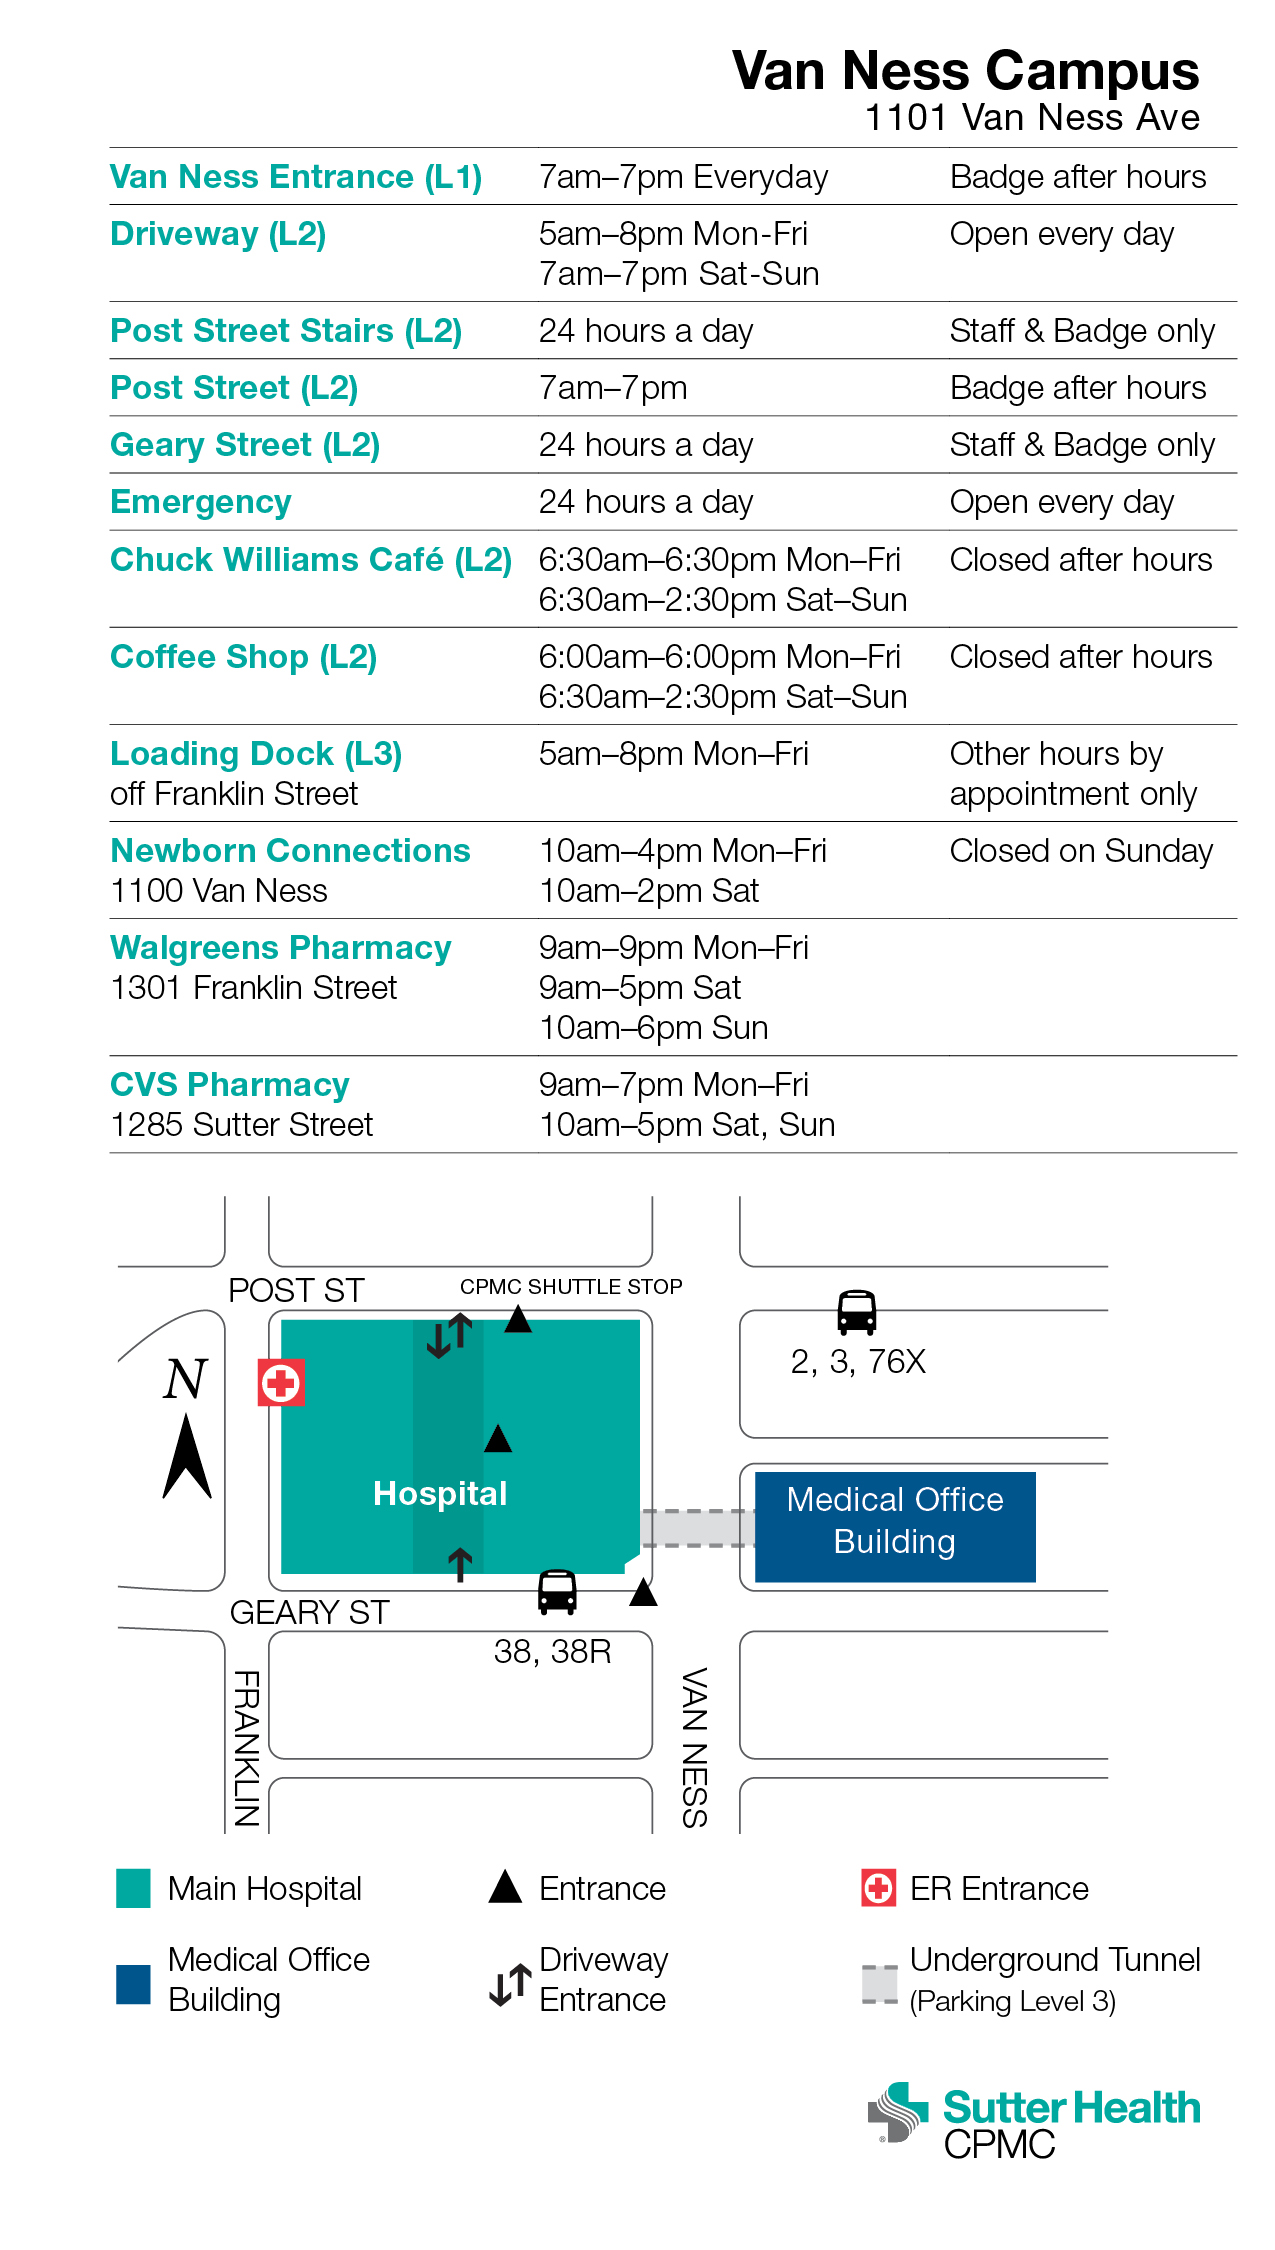 Van Ness Campus
1101 Van Ness Ave
Van Ness Entrance (L1) 7am–7pm Everyday Badge after hours
Driveway (L2) 5am–8pm Mon-Fri Open every day
7am–7pm Sat-Sun
Post Street Stairs (L2) 24 hours a day Staff & Badge only
Post Street (L2) 7am–7pm Badge after hours
Geary Street (L2) 24 hours a day Staff & Badge only
Emergency 24 hours a day Open every day
Chuck Williams Café (L2) 6:30am–6:30pm Mon–Fri Closed after hours
6:30am–2:30pm Sat–Sun
Coffee Shop (L2) 6:00am–6:00pm Mon–Fri Closed after hours
6:30am–2:30pm Sat–Sun
Loading Dock (L3) 5am–8pm Mon–Fri Other hours by
off Franklin Street appointment only
Newborn Connections 10am–4pm Mon–Fri Closed on Sunday
1100 Van Ness 10am–2pm Sat
Walgreens Pharmacy 9am–9pm Mon–Fri
1301 Franklin Street 9am–5pm Sat
10am–6pm Sun
CVS Pharmacy 9am–7pm Mon–Fri
1285 Sutter Street 10am–5pm Sat, Sun
POST ST
CPMC SHUTTLE STOP
2, 3, 76X
N
Hospital
Medical Office
Building
GEARY ST
38, 38R
FRANKLIN
VAN NESS
Main Hospital
Entrance
ER Entrance
Medical Office
Building
Driveway
Entrance
Underground Tunnel
(Parking Level 3)
Sutter Health
®
CPMC